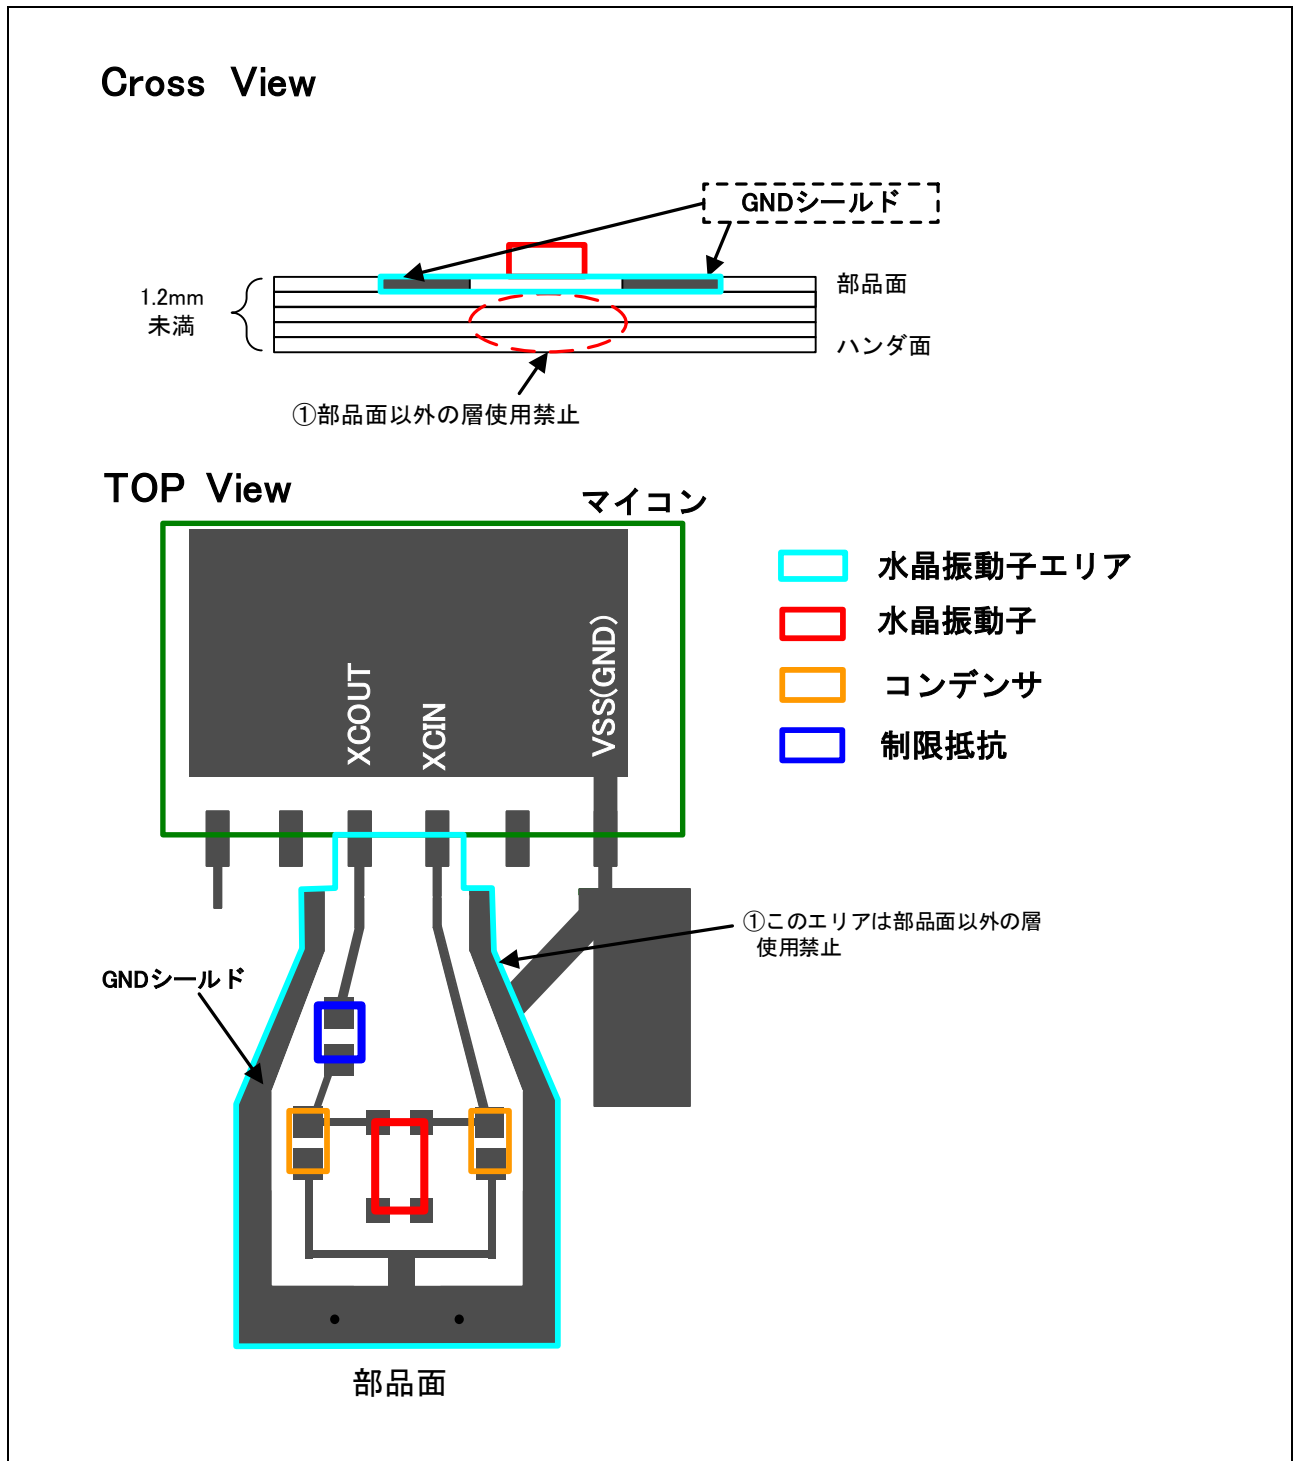 Cross View
GNDシールド
部品面
1.2mm
未満
ハンダ面
①部品面以外の層使用禁止
TOP View
マイコン
水晶振動子エリア
水晶振動子
コンデンサ
制限抵抗
XCOUT
XCIN
VSS(GND)
①このエリアは部品面以外の層
使用禁止
GNDシールド
部品面